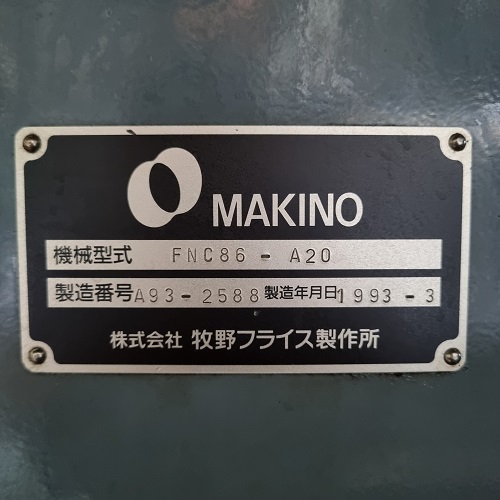 MAKINO
機械型式 FNC86 - A20
製造番号 A93-2588 製造年月日 1993 - 3
株式会社 牧野フライス製作所